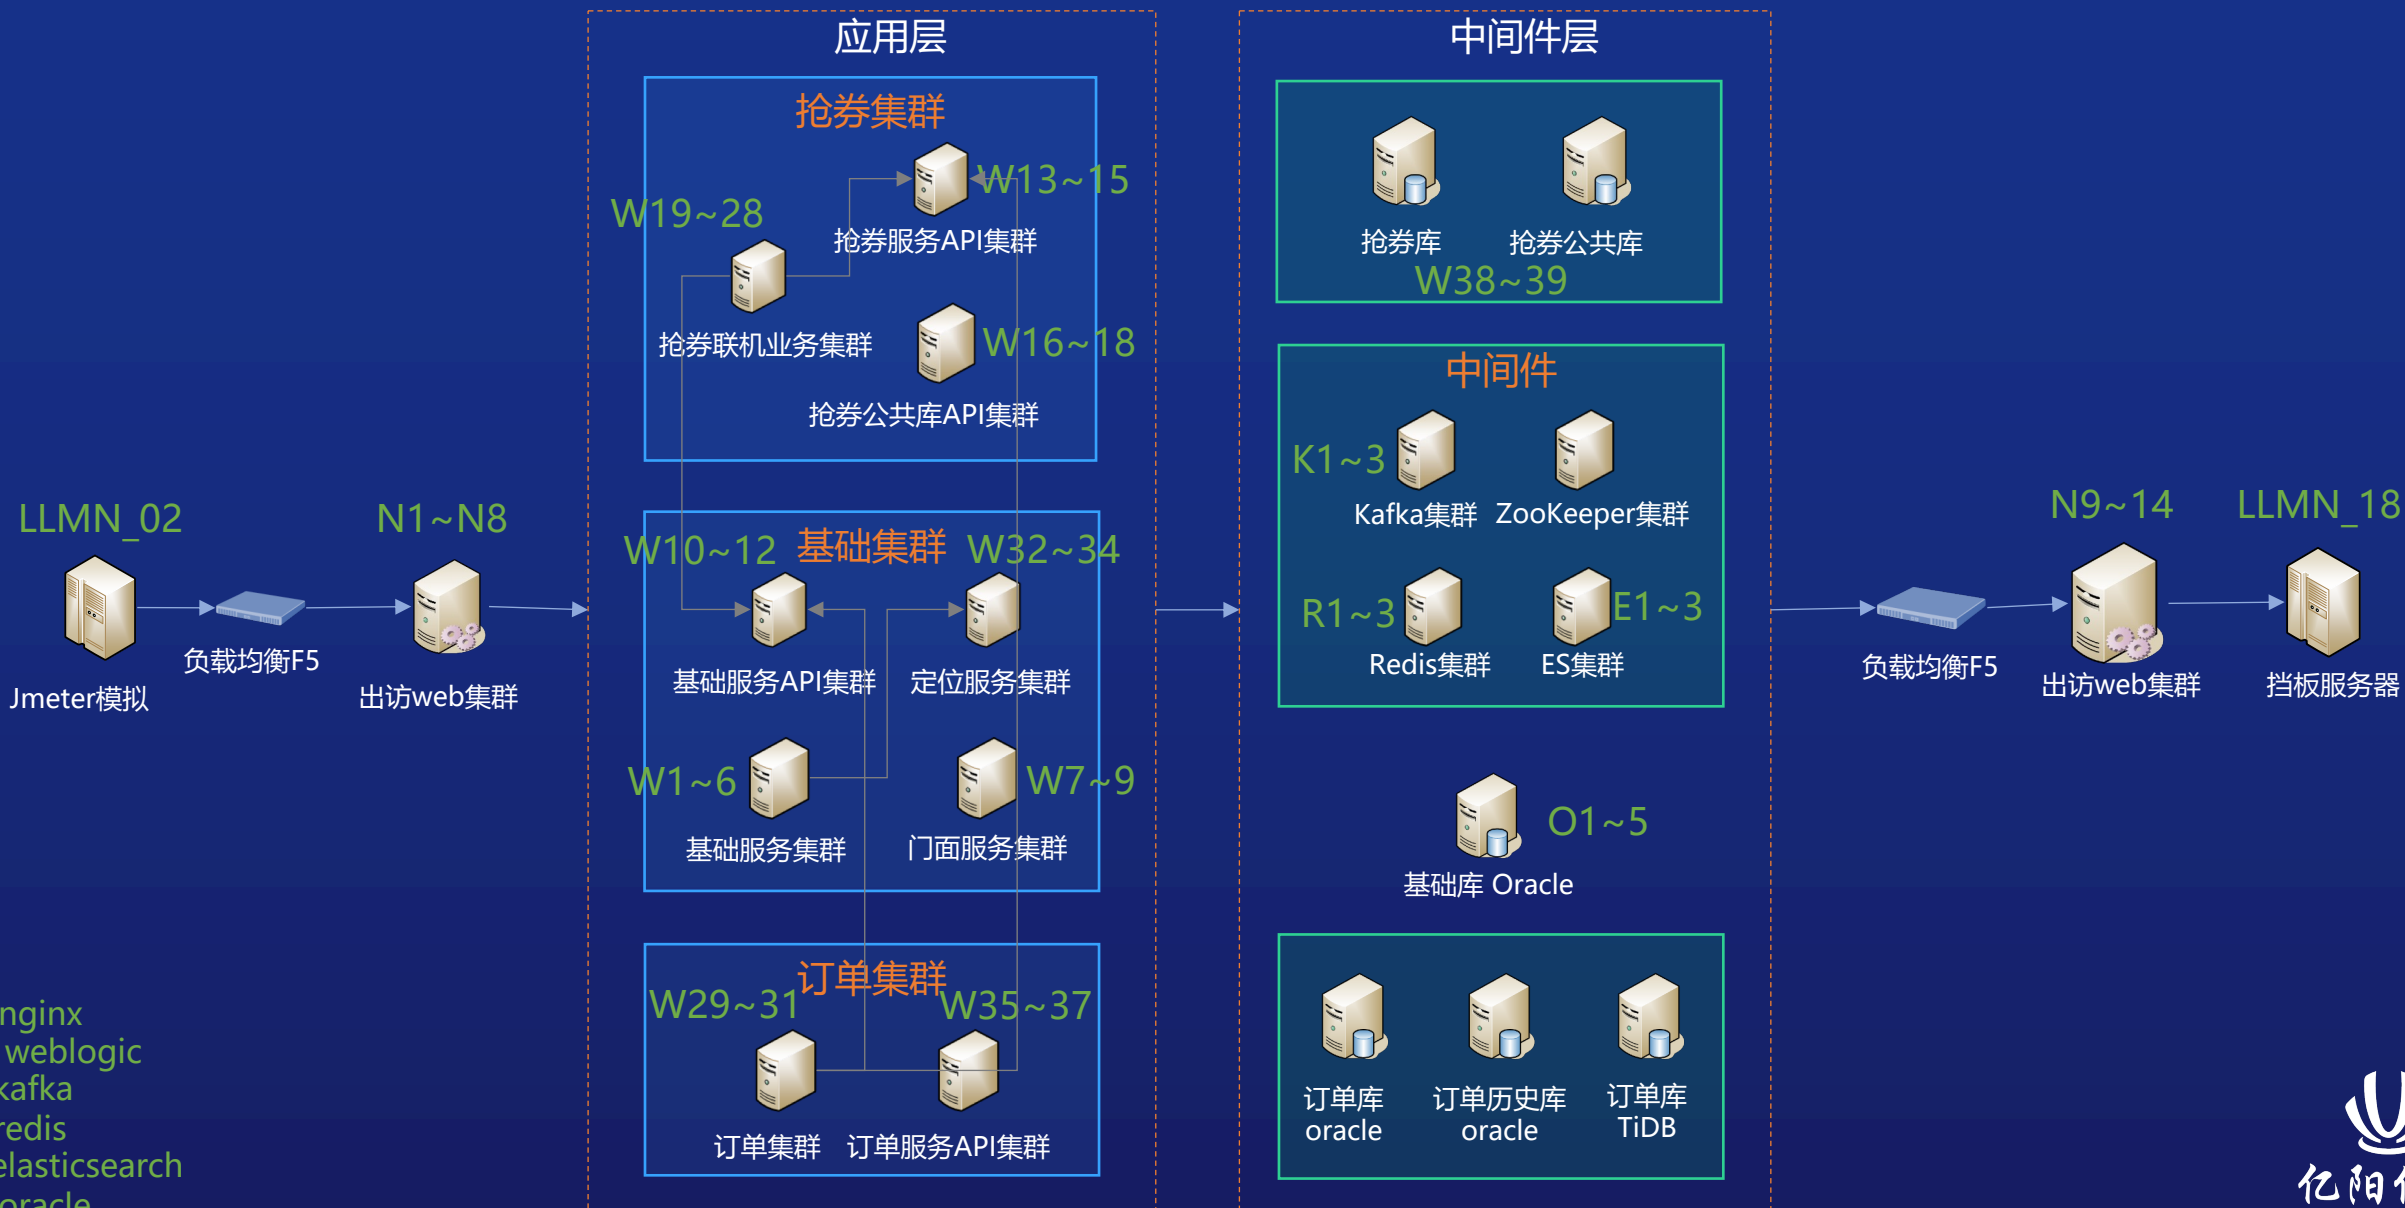 应用层
中间件层
抢券集群
W13~15
W19~28
抢券服务API集群
抢券联机业务集群
W16~18
抢券公共库API集群
抢券库
抢券公共库
W38~39
中间件
K1~3
Kafka集群
ZooKeeper集群
R1~3
E1~3
Redis集群
ES集群
LLMN_02
N1~N8
Jmeter模拟
负载均衡F5
出访web集群
W10~12
基础集群
W32~34
基础服务API集群
定位服务集群
W1~6
W7~9
基础服务集群
门面服务集群
O1~5
基础库 Oracle
N9~14
LLMN_18
负载均衡F5
出访web集群
挡板服务器
订单集群
W29~31
W35~37
订单集群
订单服务API集群
订单库
oracle
订单历史库
oracle
订单库
TiDB
nginx
weblogic
kafka
redis
elasticsearch
oracle
亿阳